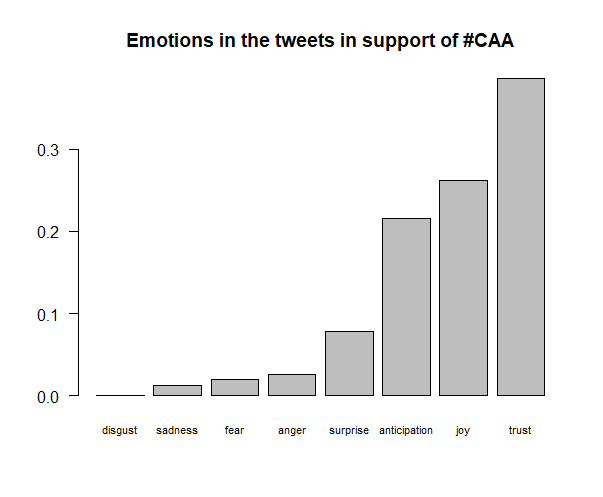 Emotions in the tweets in support of #CAA
0.3
0.2
0.1
0.0
disgust sadness fear anger surprise anticipation joy trust